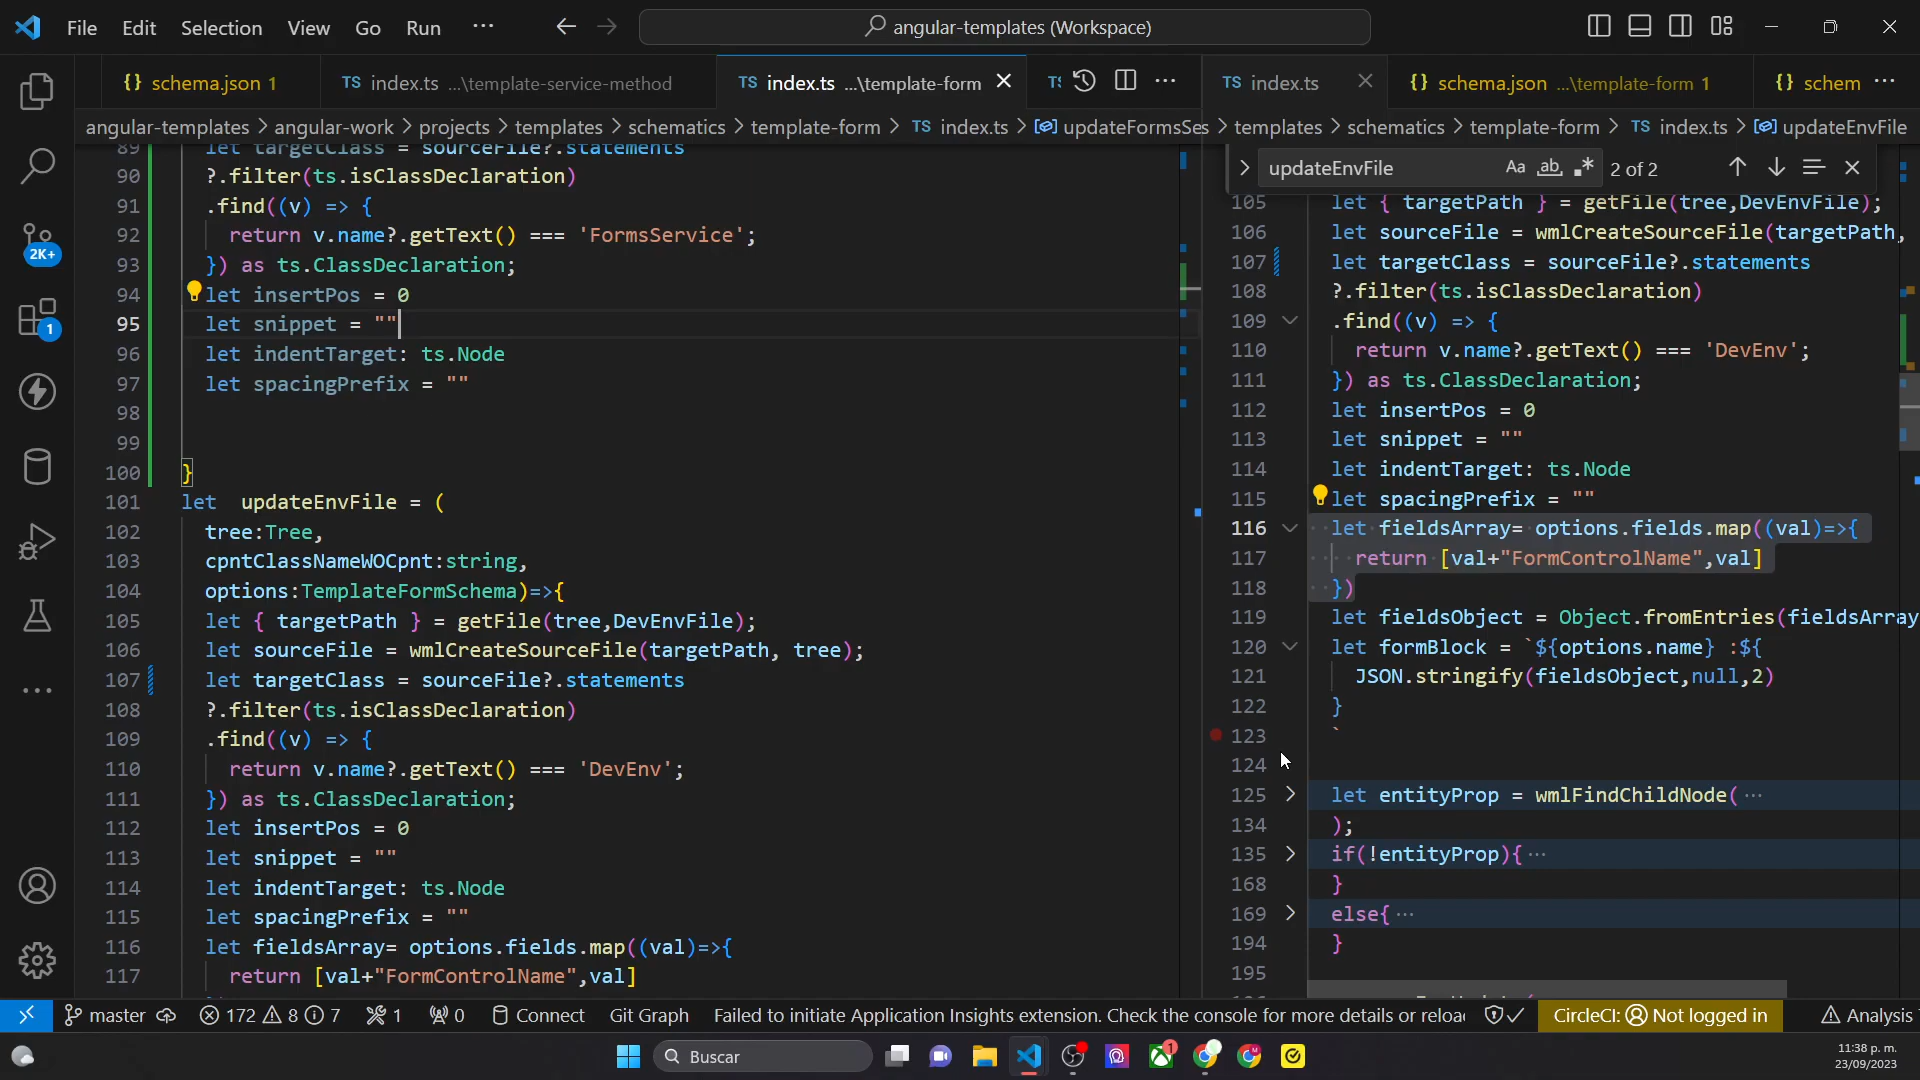 File Edit Selection View Go Run ··· angular-templates (Workspace)
{} schema.json 1 TS index.ts ...\template-service-method TS index.ts ...\template-form TS index.ts {} schema.json ...\template-form 1 {} schem ···
angular-templates > angular-work > projects > templates > schematics > template-form > TS index.ts > updateFormsSe
> templates > schematics > template-form > TS index.ts > updateEnvFile
updateEnvFile Aa ab .* 2 of 2
89 let targetClass = sourceFile?.statements
90 ?.filter(ts.isClassDeclaration)
91 .find((v) => {
92 return v.name?.getText() === 'FormsService';
93 }) as ts.ClassDeclaration;
94 let insertPos = 0
95 let snippet = ""
96 let indentTarget: ts.Node
97 let spacingPrefix = ""
98
99
100 }
101 let  updateEnvFile = (
102 tree:Tree,
103 cpntClassNameWOCpnt:string,
104 options:TemplateFormSchema)=>{
105 let { targetPath } = getFile(tree,DevEnvFile);
106 let sourceFile = wmlCreateSourceFile(targetPath, tree);
107 let targetClass = sourceFile?.statements
108 ?.filter(ts.isClassDeclaration)
109 .find((v) => {
110 return v.name?.getText() === 'DevEnv';
111 }) as ts.ClassDeclaration;
112 let insertPos = 0
113 let snippet = ""
114 let indentTarget: ts.Node
115 let spacingPrefix = ""
116 let fieldsArray= options.fields.map((val)=>{
117 return [val+"FormControlName",val]
105 let { targetPath } = getFile(tree,DevEnvFile);
106 let sourceFile = wmlCreateSourceFile(targetPath,
107 let targetClass = sourceFile?.statements
108 ?.filter(ts.isClassDeclaration)
109 .find((v) => {
110 return v.name?.getText() === 'DevEnv';
111 }) as ts.ClassDeclaration;
112 let insertPos = 0
113 let snippet = ""
114 let indentTarget: ts.Node
115 let spacingPrefix = ""
116 let fieldsArray= options.fields.map((val)=>{
117 return [val+"FormControlName",val]
118 })
119 let fieldsObject = Object.fromEntries(fieldsArray
120 let formBlock = `${options.name} :${
121 JSON.stringify(fieldsObject,null,2)
122 }
123 `
124
125 let entityProp = wmlFindChildNode( ···
134 );
135 if(!entityProp){ ···
168 }
169 else{ ···
194 }
195
2K+
1
master 172 8 7 1 0 Connect Git Graph Failed to initiate Application Insights extension. Check the console for more details or reloa CircleCI: Not logged in Analysis
Buscar 1
11:38 p. m.
23/09/2023